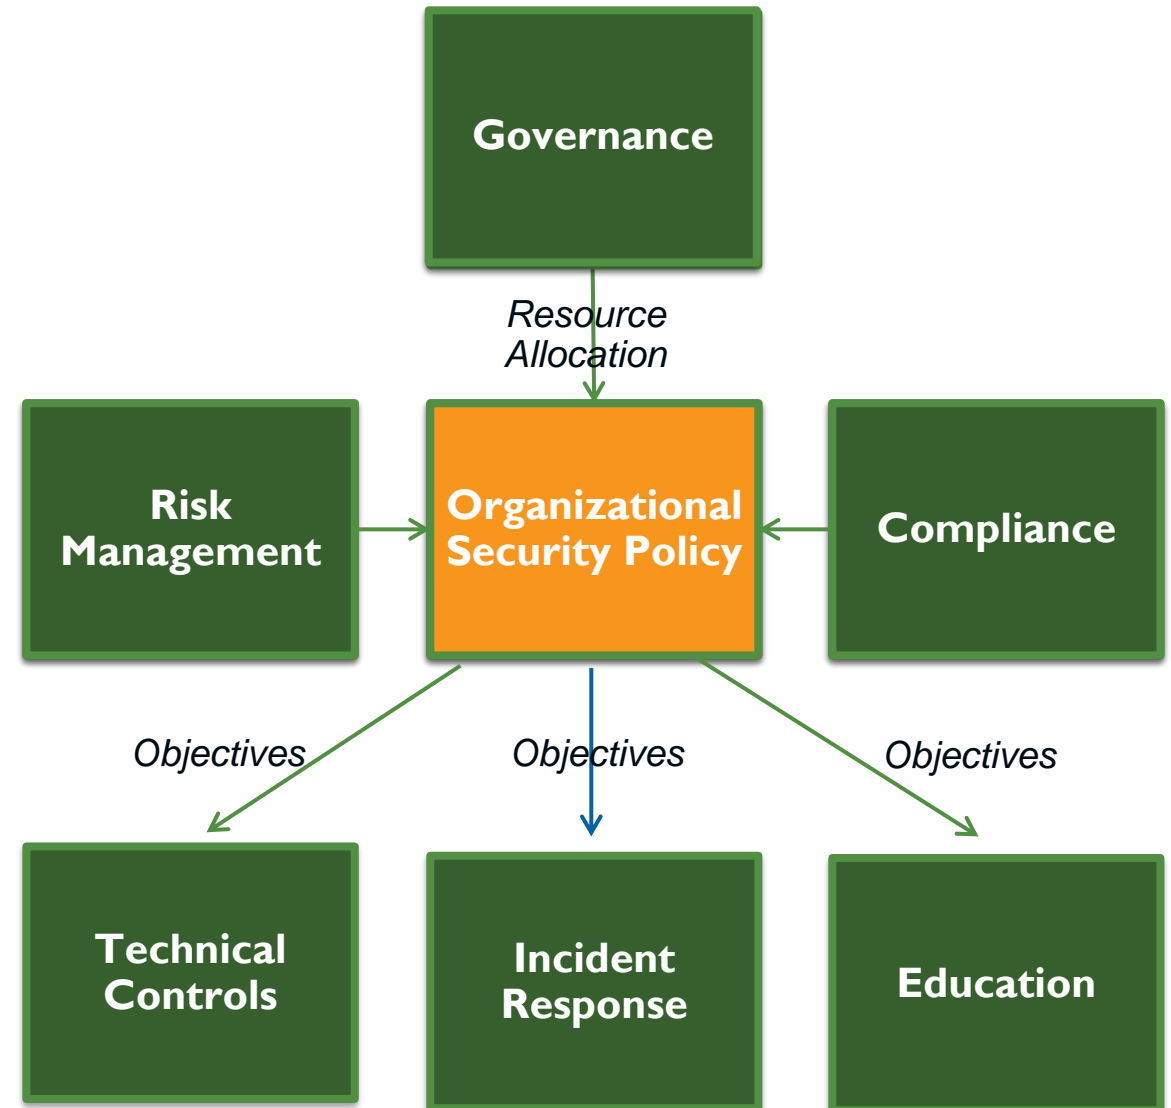 Governance
Resource
Allocation
Risk
Management
Organizational
Security Policy
Compliance
Objectives
Objectives
Objectives
Technical
Controls
Incident
Response
Education